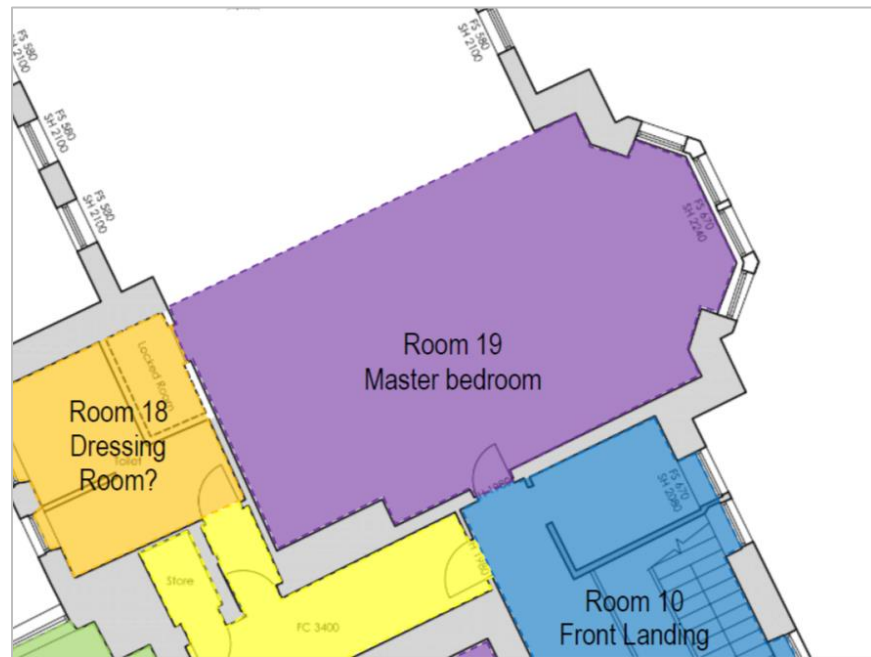 FS 580
SH 2100
FS 580
SH 2100
FS 580
SH 2100
FS 580
SH 2100
FS 670
SH 2240
Room 19
Master bedroom
Locked Room
Room 18
Dressing
Room?
Toilet
FS 670
SH 2080
SH 1980
Store
FC 3400
Room 10
Front Landing